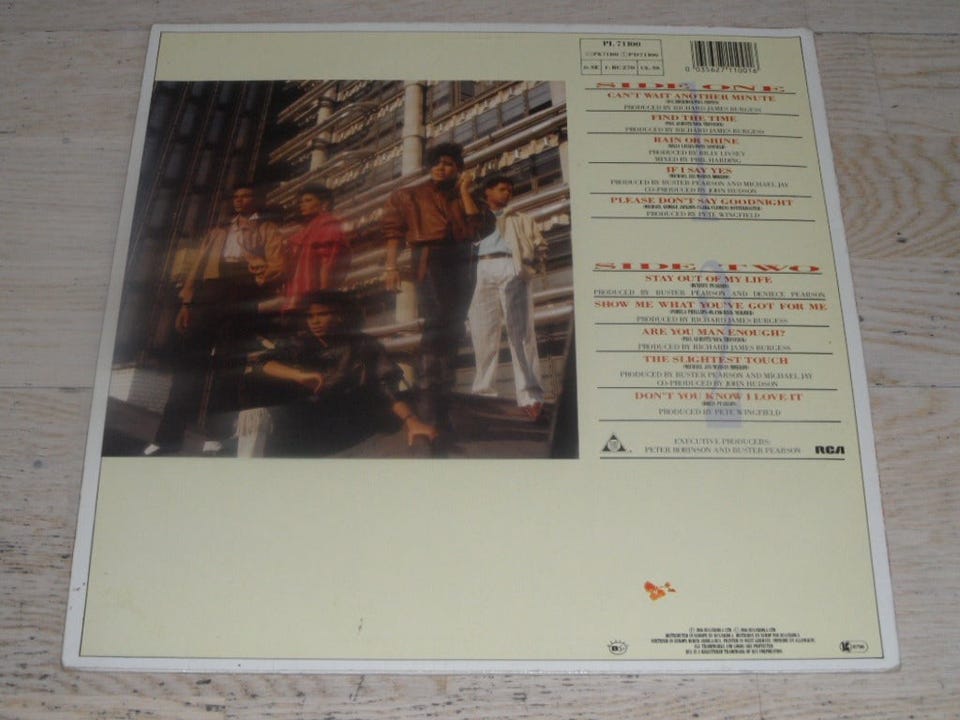 PL 71100
0 035627 110016
SIDE ONE
CAN'T WAIT ANOTHER MINUTE
PRODUCED BY RICHARD JAMES BURGESS
FIND THE TIME
PRODUCED BY RICHARD JAMES BURGESS
RAIN OR SHINE
PRODUCED BY BILLY LIVSEY
MIXED BY PHIL HARDING
IF I SAY YES
PRODUCED BY BUSTER PEARSON AND MICHAEL JAY
CO-PRODUCED BY JOHN HUDSON
PLEASE DON'T SAY GOODNIGHT
PRODUCED BY PETE WINGFIELD
SIDE TWO
STAY OUT OF MY LIFE
PRODUCED BY BUSTER PEARSON AND DENIECE PEARSON
SHOW ME WHAT YOU'VE GOT FOR ME
PRODUCED BY RICHARD JAMES BURGESS
ARE YOU MAN ENOUGH?
PRODUCED BY RICHARD JAMES BURGESS
THE SLIGHTEST TOUCH
PRODUCED BY BUSTER PEARSON AND MICHAEL JAY
CO-PRODUCED BY JOHN HUDSON
DON'T YOU KNOW I LOVE IT
PRODUCED BY PETE WINGFIELD
EXECUTIVE PRODUCERS:
PETER ROBINSON AND BUSTER PEARSON
RCA